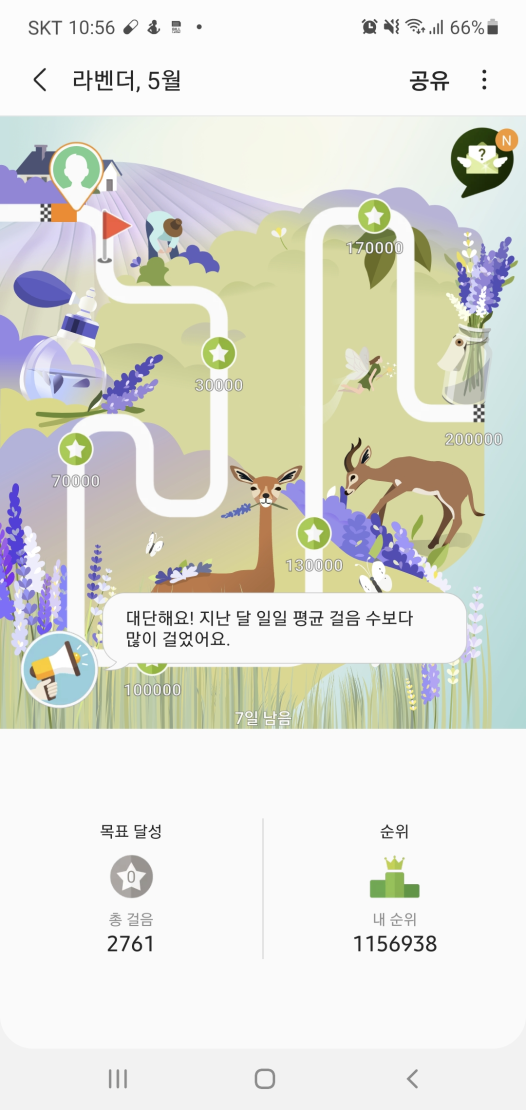 SKT 10:56
66%
라벤더, 5월
공유
N
?
170000
30000
200000
70000
130000
대단해요! 지난 달 일일 평균 걸음 수보다
많이 걸었어요.
100000
7일 남음
목표 달성
순위
0
총 걸음
내 순위
2761
1156938